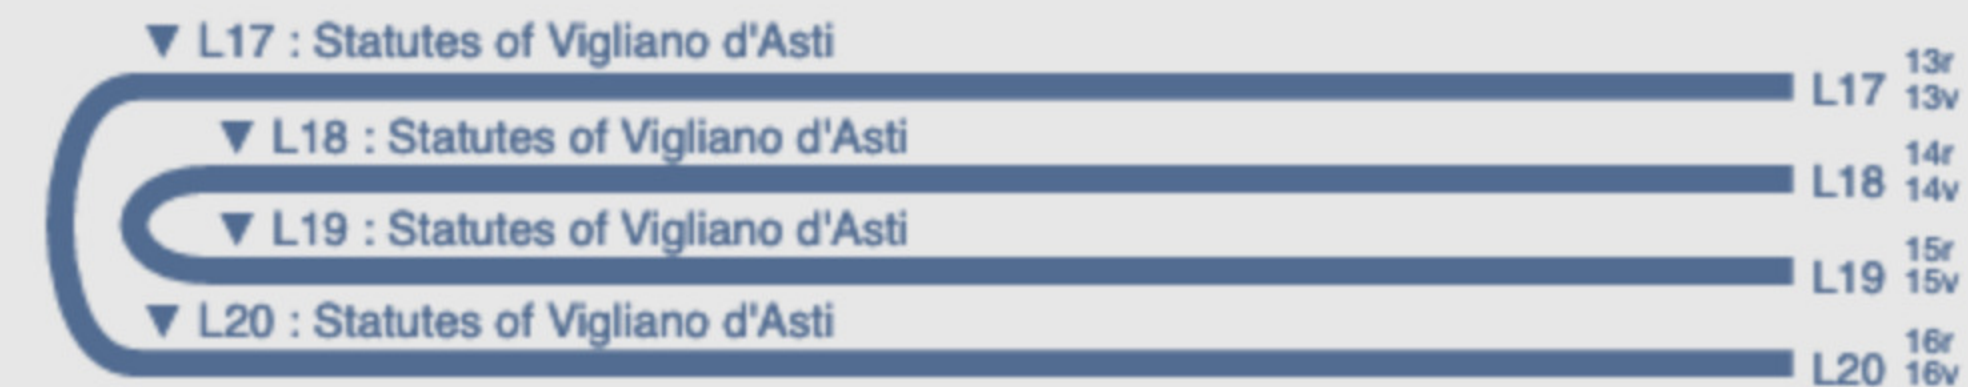 ▼ L17 : Statutes of Vigliano d'Asti
L17 13r 13v
▼ L18 : Statutes of Vigliano d'Asti
L18 14r 14v
▼ L19 : Statutes of Vigliano d'Asti
L19 15r 15v
▼ L20 : Statutes of Vigliano d'Asti
L20 16r 16v